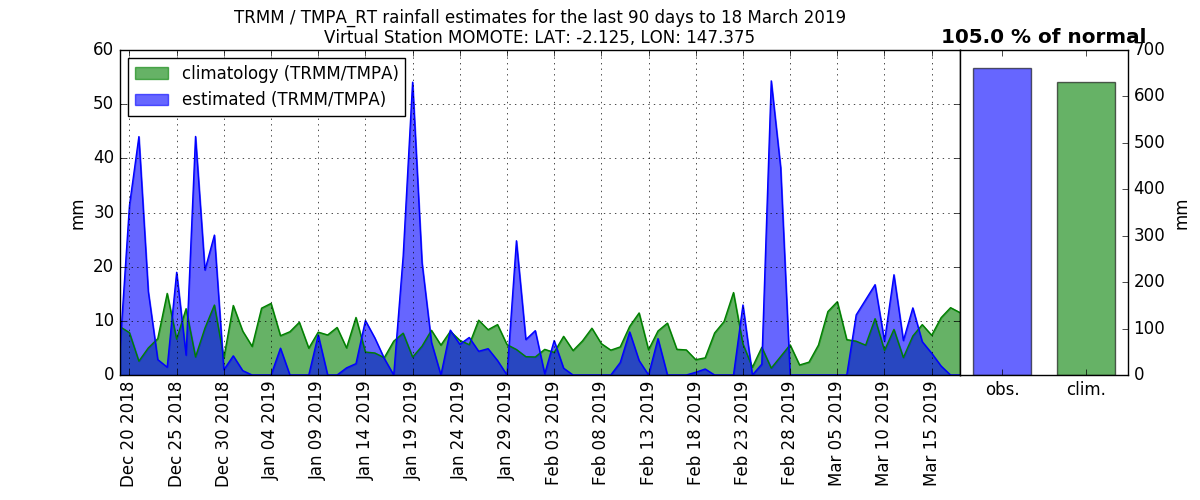 TRMM / TMPA_RT rainfall estimates for the last 90 days to 18 March 2019
Virtual Station MOMOTE: LAT: -2.125, LON: 147.375
105.0 % of normal
climatology (TRMM/TMPA)
estimated (TRMM/TMPA)
60
50
40
30
20
10
0
mm
Dec 20 2018
Dec 25 2018
Dec 30 2018
Jan 04 2019
Jan 09 2019
Jan 14 2019
Jan 19 2019
Jan 24 2019
Jan 29 2019
Feb 03 2019
Feb 08 2019
Feb 13 2019
Feb 18 2019
Feb 23 2019
Feb 28 2019
Mar 05 2019
Mar 10 2019
Mar 15 2019
obs.
clim.
700
600
500
400
300
200
100
0
mm